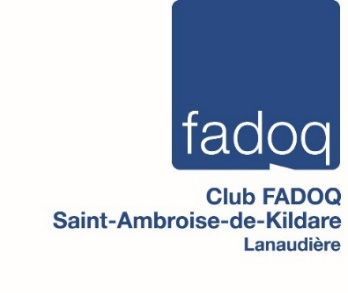 fadoq
Club FADOQ
Saint-Ambroise-de-Kildare
Lanaudière